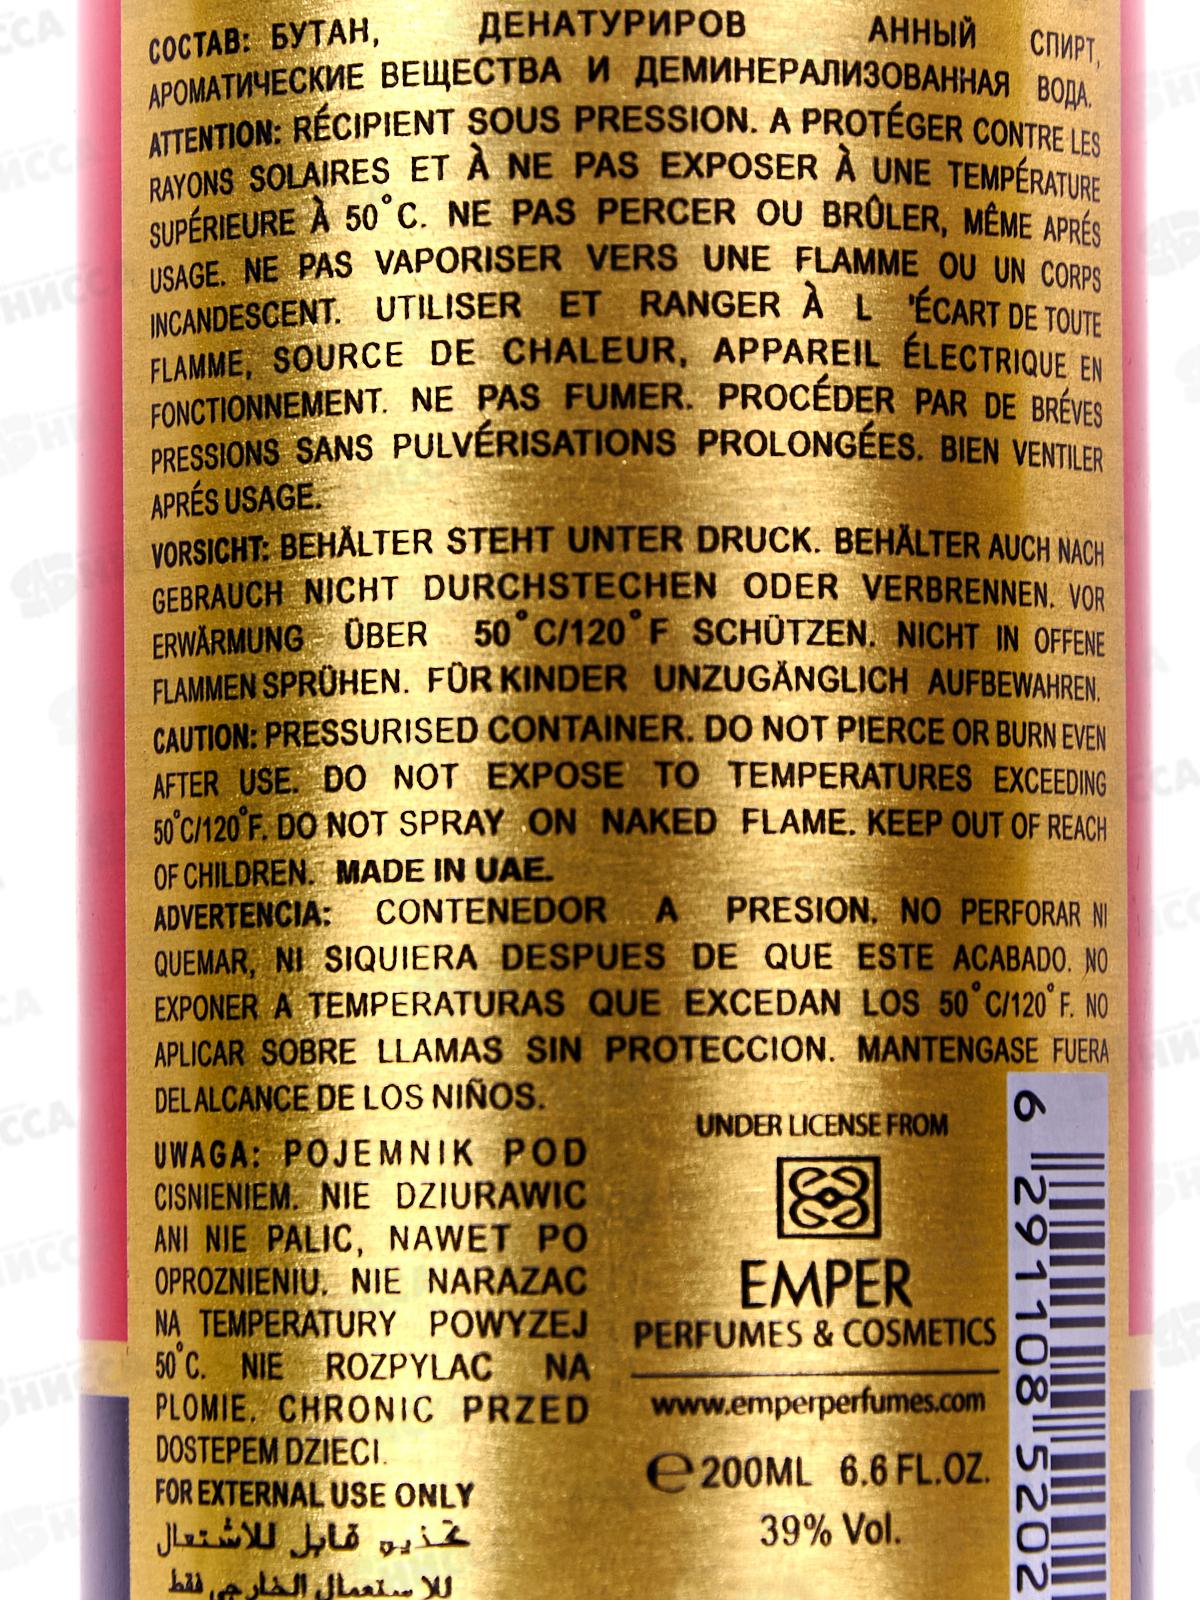 СОСТАВ: БУТАН, ДЕНАТУРИРОВ АННЫЙ СПИРТ,
АРОМАТИЧЕСКИЕ ВЕЩЕСТВА И ДЕМИНЕРАЛИЗОВАННАЯ ВОДА.
ATTENTION: RÉCIPIENT SOUS PRESSION. A PROTÉGER CONTRE LES
RAYONS SOLAIRES ET À NE PAS EXPOSER À UNE TEMPÉRATURE
SUPÉRIEURE À 50°C. NE PAS PERCER OU BRÛLER, MÊME APRÉS
USAGE. NE PAS VAPORISER VERS UNE FLAMME OU UN CORPS
INCANDESCENT. UTILISER ET RANGER À L 'ÉCART DE TOUTE
FLAMME, SOURCE DE CHALEUR, APPAREIL ÉLECTRIQUE EN
FONCTIONNEMENT. NE PAS FUMER. PROCÉDER PAR DE BRÉVES
PRESSIONS SANS PULVÉRISATIONS PROLONGÉES. BIEN VENTILER
APRÉS USAGE.
VORSICHT: BEHÄLTER STEHT UNTER DRUCK. BEHÄLTER AUCH NACH
GEBRAUCH NICHT DURCHSTECHEN ODER VERBRENNEN. VOR
ERWÄRMUNG ÜBER 50°C/120°F SCHÜTZEN. NICHT IN OFFENE
FLAMMEN SPRÜHEN. FÜR KINDER UNZUGÄNGLICH AUFBEWAHREN.
CAUTION: PRESSURISED CONTAINER. DO NOT PIERCE OR BURN EVEN
AFTER USE. DO NOT EXPOSE TO TEMPERATURES EXCEEDING
50°C/120°F. DO NOT SPRAY ON NAKED FLAME. KEEP OUT OF REACH
OF CHILDREN. MADE IN UAE.
ADVERTENCIA: CONTENEDOR A PRESION. NO PERFORAR NI
QUEMAR, NI SIQUIERA DESPUES DE QUE ESTE ACABADO. NO
EXPONER A TEMPERATURAS QUE EXCEDAN LOS 50°C/120°F. NO
APLICAR SOBRE LLAMAS SIN PROTECCION. MANTENGASE FUERA
DEL ALCANCE DE LOS NIÑOS.
UWAGA: POJEMNIK POD
CISNIENIEM. NIE DZIURAWIC
ANI NIE PALIC, NAWET PO
OPROZNIENIU. NIE NARAZAC
NA TEMPERATURY POWYZEJ
50°C. NIE ROZPYLAC NA
PLOMIE. CHRONIC PRZED
DOSTEPEM DZIECI.
FOR EXTERNAL USE ONLY
تحذير قابل للاشتعال
للاستعمال الخارجي فقط
UNDER LICENSE FROM
EMPER
PERFUMES & COSMETICS
www.emperperfumes.com
℮ 200ML 6.6 FL.OZ.
39% Vol.
6 291108 5202